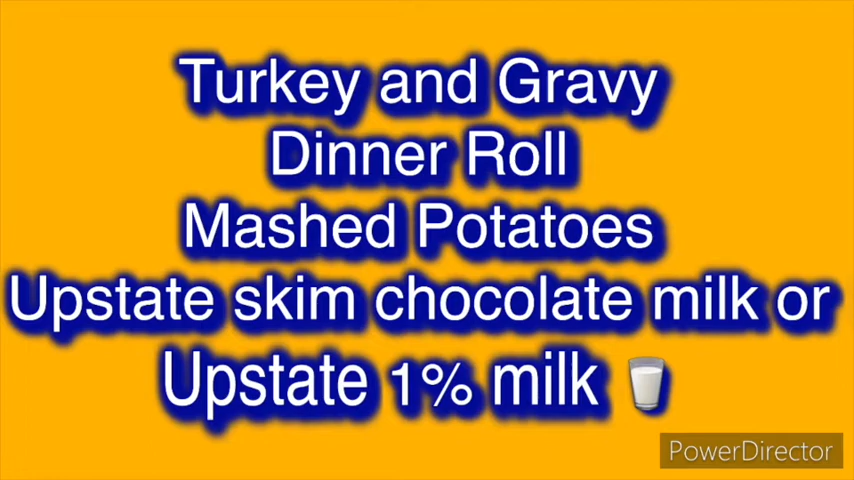 Turkey and Gravy
Dinner Roll
Mashed Potatoes
Upstate skim chocolate milk or
Upstate 1% milk 🥛
PowerDirector